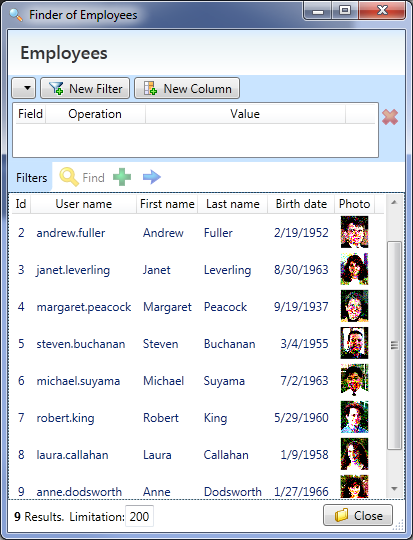 Finder of Employees
Employees
New Filter New Column
Field Operation Value
Filters Find
Id User name First name Last name Birth date Photo
2 andrew.fuller Andrew Fuller 2/19/1952
3 janet.leverling Janet Leverling 8/30/1963
4 margaret.peacock Margaret Peacock 9/19/1937
5 steven.buchanan Steven Buchanan 3/4/1955
6 michael.suyama Michael Suyama 7/2/1963
7 robert.king Robert King 5/29/1960
8 laura.callahan Laura Callahan 1/9/1958
9 anne.dodsworth Anne Dodsworth 1/27/1966
9 Results. Limitation: 200 Close